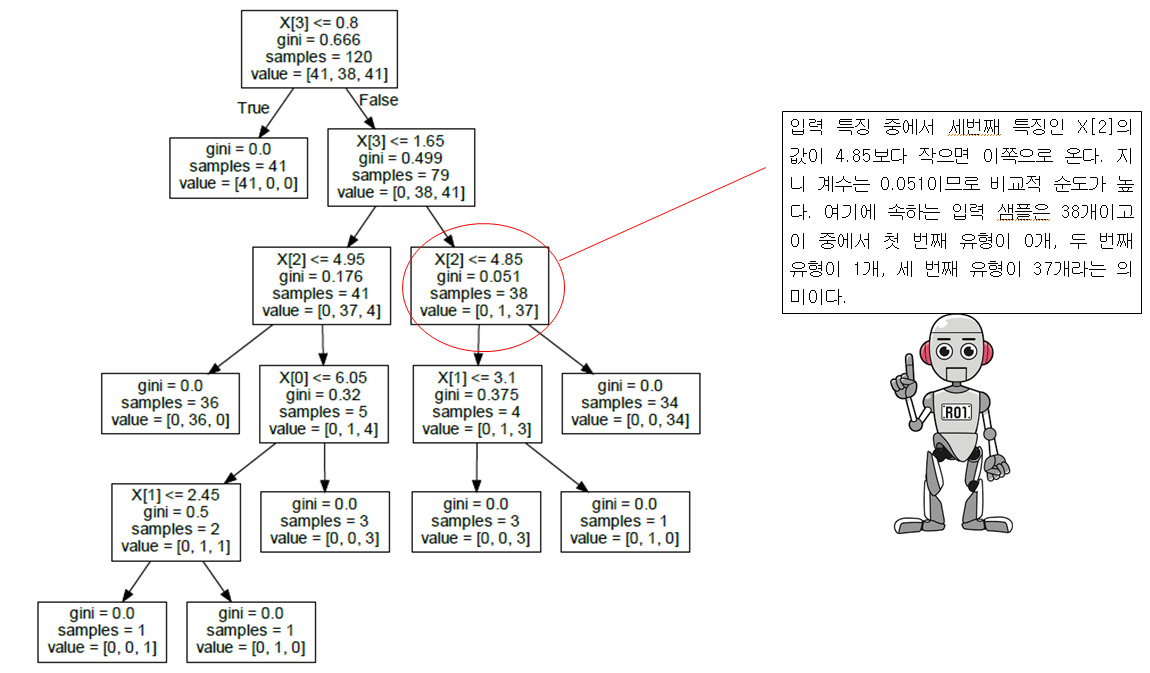 X[3] <= 0.8
gini = 0.666
samples = 120
value = [41, 38, 41]
True
False
gini = 0.0
samples = 41
value = [41, 0, 0]
X[3] <= 1.65
gini = 0.499
samples = 79
value = [0, 38, 41]
X[2] <= 4.95
gini = 0.176
samples = 41
value = [0, 37, 4]
X[2] <= 4.85
gini = 0.051
samples = 38
value = [0, 1, 37]
gini = 0.0
samples = 36
value = [0, 36, 0]
X[0] <= 6.05
gini = 0.32
samples = 5
value = [0, 1, 4]
X[1] <= 3.1
gini = 0.375
samples = 4
value = [0, 1, 3]
gini = 0.0
samples = 34
value = [0, 0, 34]
X[1] <= 2.45
gini = 0.5
samples = 2
value = [0, 1, 1]
gini = 0.0
samples = 3
value = [0, 0, 3]
gini = 0.0
samples = 3
value = [0, 0, 3]
gini = 0.0
samples = 1
value = [0, 1, 0]
gini = 0.0
samples = 1
value = [0, 0, 1]
gini = 0.0
samples = 1
value = [0, 1, 0]
입력 특징 중에서 세번째 특징인 X[2]의
값이 4.85보다 작으면 이쪽으로 온다. 지
니 계수는 0.051이므로 비교적 순도가 높
다. 여기에 속하는 입력 샘플은 38개이고
이 중에서 첫 번째 유형이 0개, 두 번째
유형이 1개, 세 번째 유형이 37개라는 의
미이다.
R01.